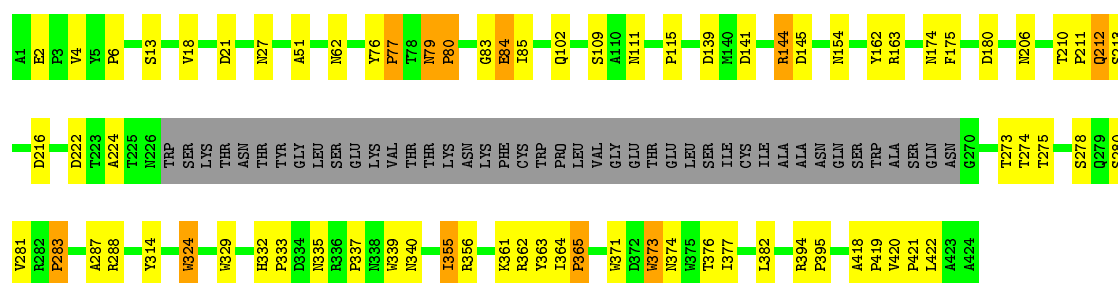 A1 E2 P3 V4 Y5 P6 S13 V18 D21 N27 A51 N62 Y76 P77 T78 N79 P80 G83 E84 I85 Q102 S109 A110 N111 P115 D139 M140 D141 R144 D145 N154 Y162 R163 N174 F175 D180 N206 T210 P211 Q212 S213
D216 D222 T223 A224 T225 N226 TRP SER LYS THR ASN THR TYR GLY LEU SER GLU LYS VAL THR THR LYS ASN LYS PHE CYS TRP PRO LEU VAL GLY GLU THR GLU LEU SER ILE CYS ILE ALA ALA ASN GLN SER TRP ALA SER GLN ASN G270 T273 T274 T275 S278 Q279 S280
V281 R282 P283 A287 R288 Y314 W324 W329 H332 P333 D334 N335 R336 P337 N338 W339 N340 I355 R356 K361 R362 Y363 I364 P365 W371 D372 W373 N374 W375 T376 I377 L382 R394 P395 A418 P419 V420 P421 L422 A423 A424